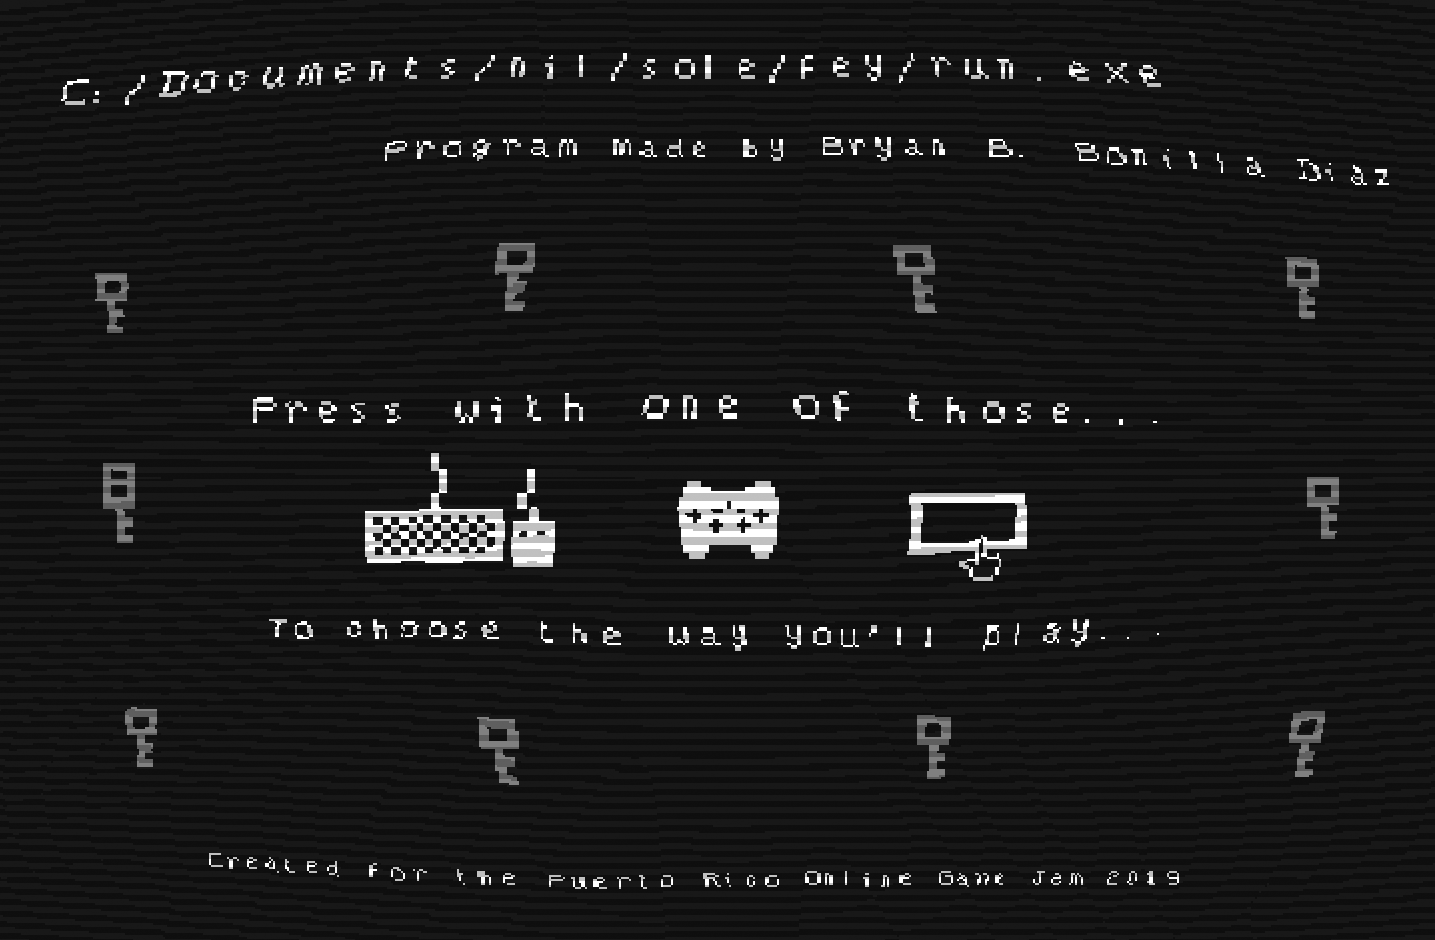 C:/Documents/nil/sole/fey/run.exe
Program made by Bryan B. Bonilla Diaz
Press with one of those...
To choose the way you'll play...
Created for the Puerto Rico Online Game Jam 2019